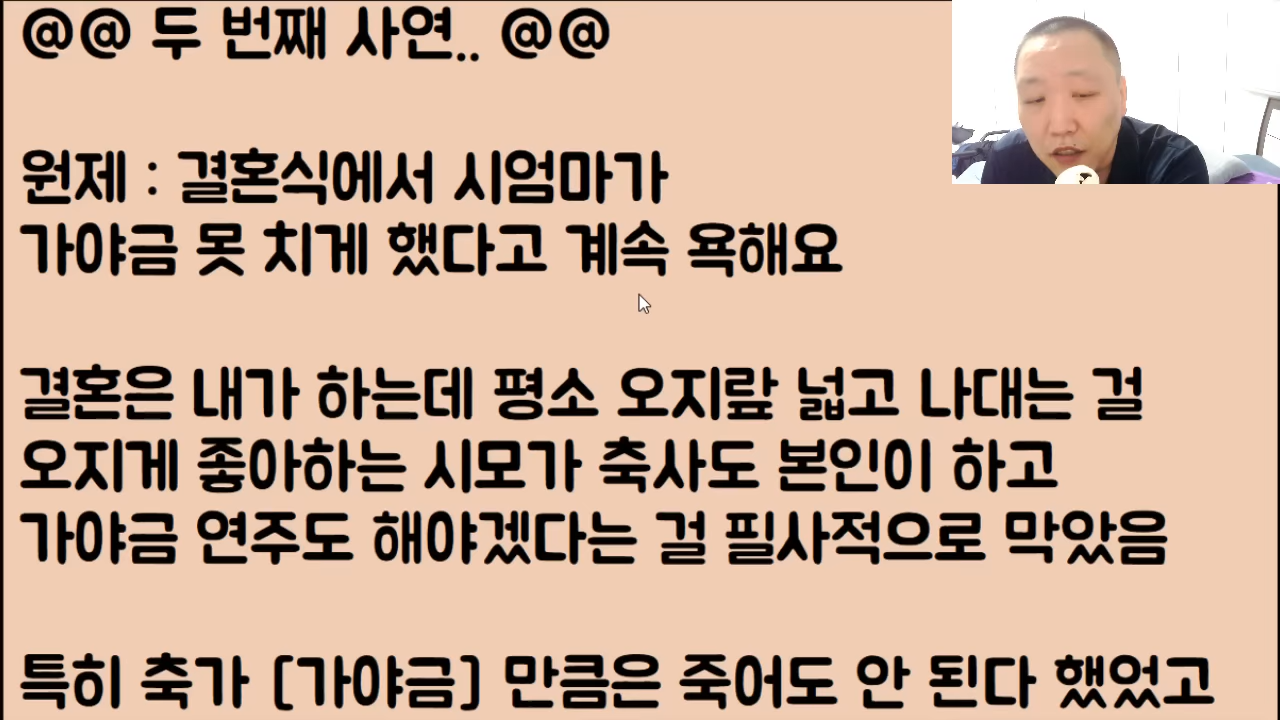 @@ 두 번째 사연.. @@
원제 : 결혼식에서 시엄마가
가야금 못 치게 했다고 계속 욕해요
결혼은 내가 하는데 평소 오지랖 넓고 나대는 걸
오지게 좋아하는 시모가 축사도 본인이 하고
가야금 연주도 해야겠다는 걸 필사적으로 막았음
특히 축가 [가야금] 만큼은 죽어도 안 된다 했었고